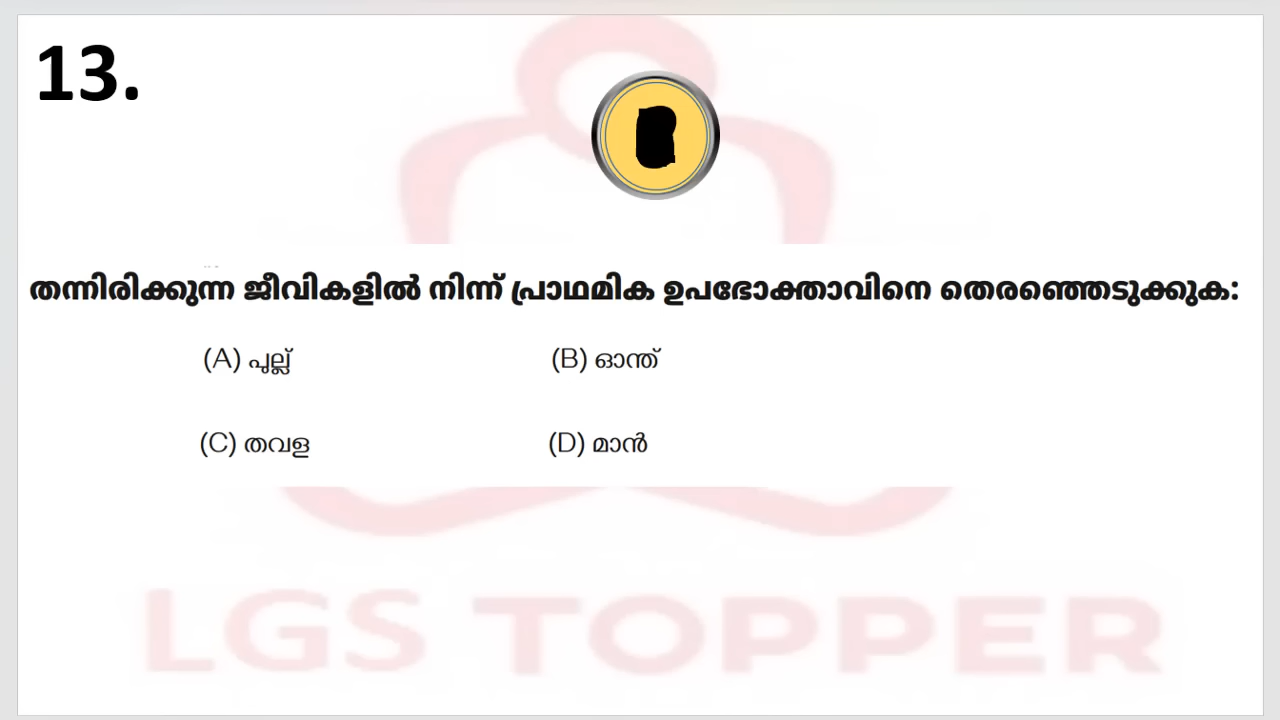 13.
തന്നിരിക്കുന്ന ജീവികളിൽ നിന്ന് പ്രാഥമിക ഉപഭോക്താവിനെ തെരഞ്ഞെടുക്കുക:
(A) പുല്ല് (B) ഓന്ത്
(C) തവള (D) മാൻ
LGS TOPPER